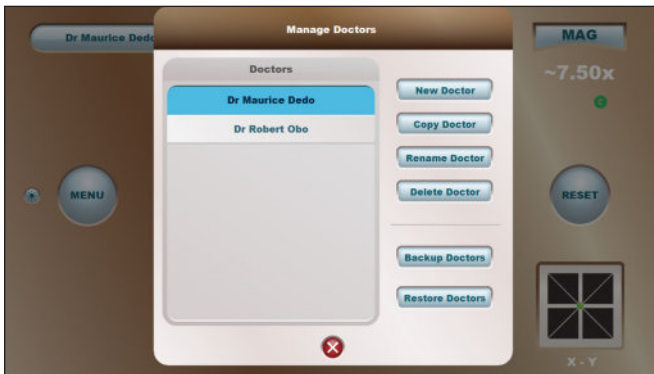 Manage Doctors
Dr Maurice Dedo
MAG
~7.50x
Doctors
Dr Maurice Dedo
Dr Robert Obo
New Doctor
Copy Doctor
Rename Doctor
Delete Doctor
Backup Doctors
Restore Doctors
MENU
RESET
X - Y